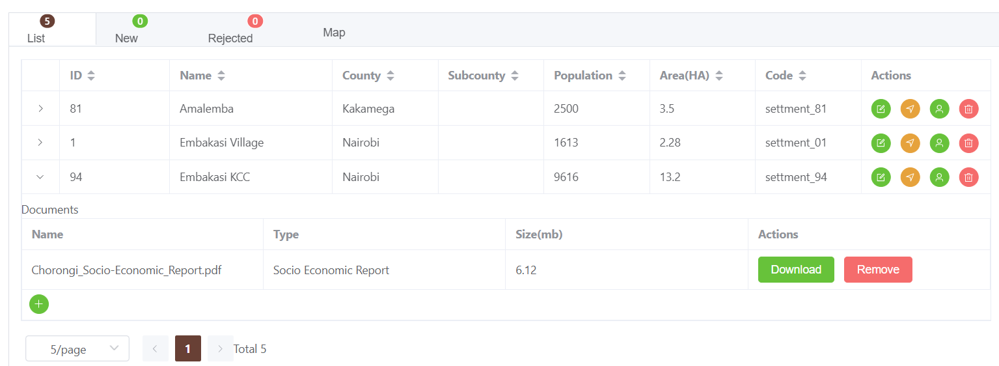 5 0 0
List New Rejected Map
ID Name County Subcounty Population Area(HA) Code Actions
81 Amalemba Kakamega 2500 3.5 settment_81
1 Embakasi Village Nairobi 1613 2.28 settment_01
94 Embakasi KCC Nairobi 9616 13.2 settment_94
Documents
Name Type Size(mb) Actions
Chorongi_Socio-Economic_Report.pdf Socio Economic Report 6.12 Download Remove
5/page 1 Total 5